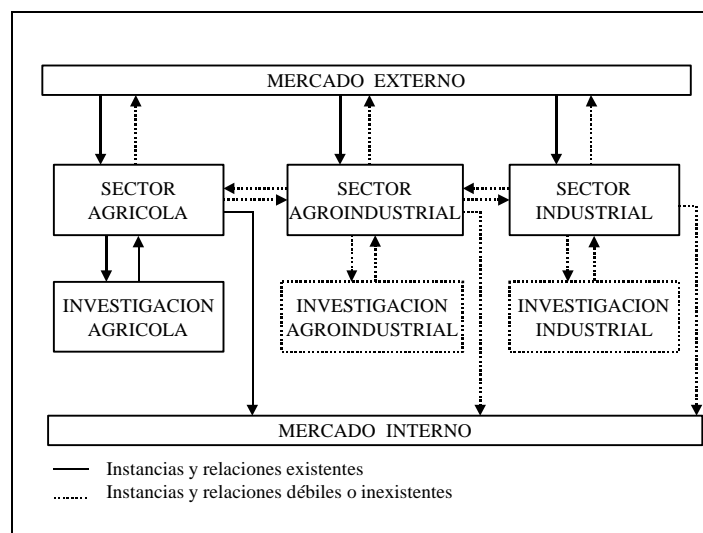 MERCADO EXTERNO
SECTOR
AGRICOLA
SECTOR
AGROINDUSTRIAL
SECTOR
INDUSTRIAL
INVESTIGACION
AGRICOLA
INVESTIGACION
AGROINDUSTRIAL
INVESTIGACION
INDUSTRIAL
MERCADO INTERNO
Instancias y relaciones existentes
Instancias y relaciones débiles o inexistentes